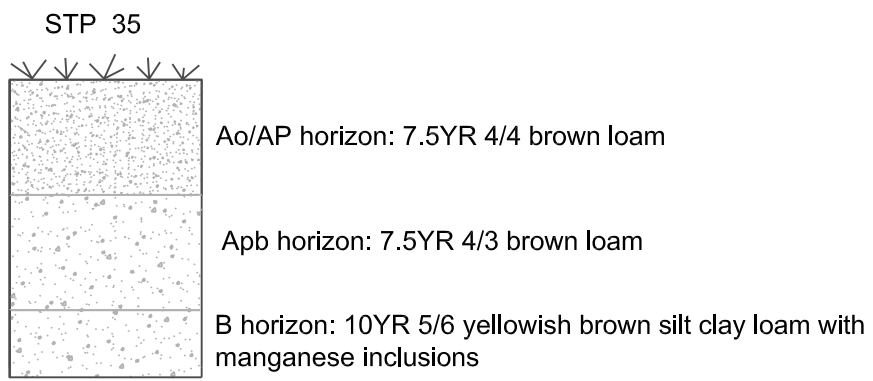 STP 35
Ao/AP horizon: 7.5YR 4/4 brown loam
Apb horizon: 7.5YR 4/3 brown loam
B horizon: 10YR 5/6 yellowish brown silt clay loam with
manganese inclusions